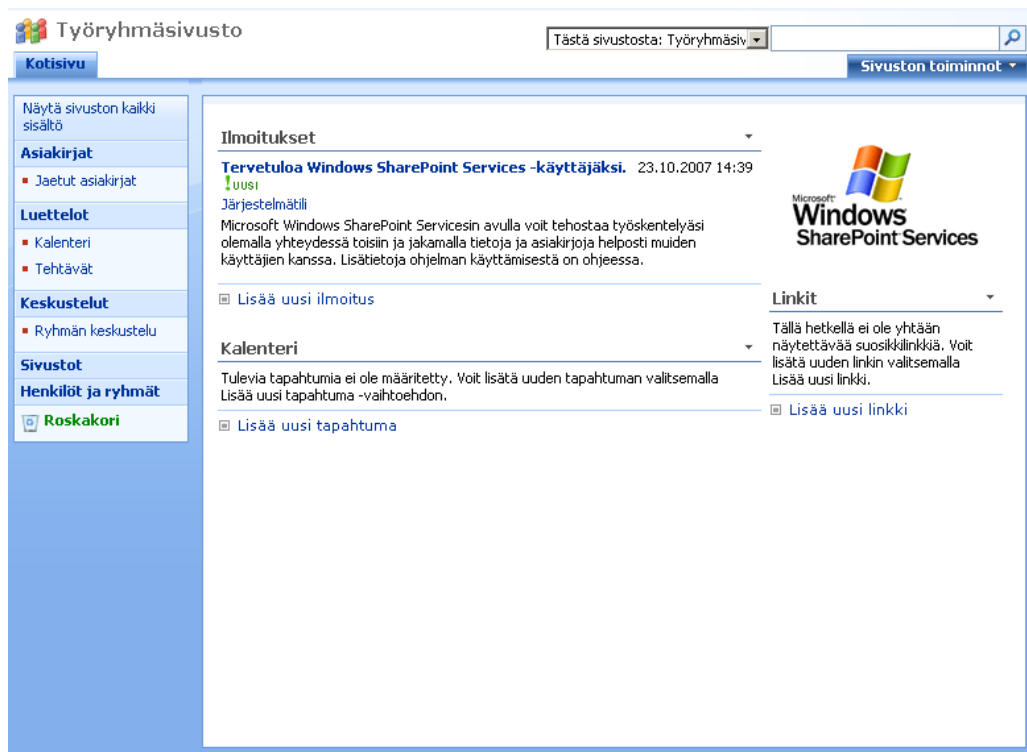 Työryhmäsivusto
Tästä sivustosta: Työryhmäsiv
Kotisivu
Sivuston toiminnot
Näytä sivuston kaikki
sisältö
Asiakirjat
Jaetut asiakirjat
Luettelot
Kalenteri
Tehtävät
Keskustelut
Ryhmän keskustelu
Sivustot
Henkilöt ja ryhmät
Roskakori
Ilmoitukset
Tervetuloa Windows SharePoint Services -käyttäjäksi. 23.10.2007 14:39
! UUSI
Järjestelmätili
Microsoft Windows SharePoint Servicesin avulla voit tehostaa työskentelyäsi
olemalla yhteydessä toisiin ja jakamalla tietoja ja asiakirjoja helposti muiden
käyttäjien kanssa. Lisätietoja ohjelman käyttämisestä on ohjeessa.
Lisää uusi ilmoitus
Kalenteri
Tulevia tapahtumia ei ole määritetty. Voit lisätä uuden tapahtuman valitsemalla
Lisää uusi tapahtuma -vaihtoehdon.
Lisää uusi tapahtuma
Microsoft
Windows
SharePoint Services
Linkit
Tällä hetkellä ei ole yhtään
näytettävää suosikkilinkkiä. Voit
lisätä uuden linkin valitsemalla
Lisää uusi linkki.
Lisää uusi linkki